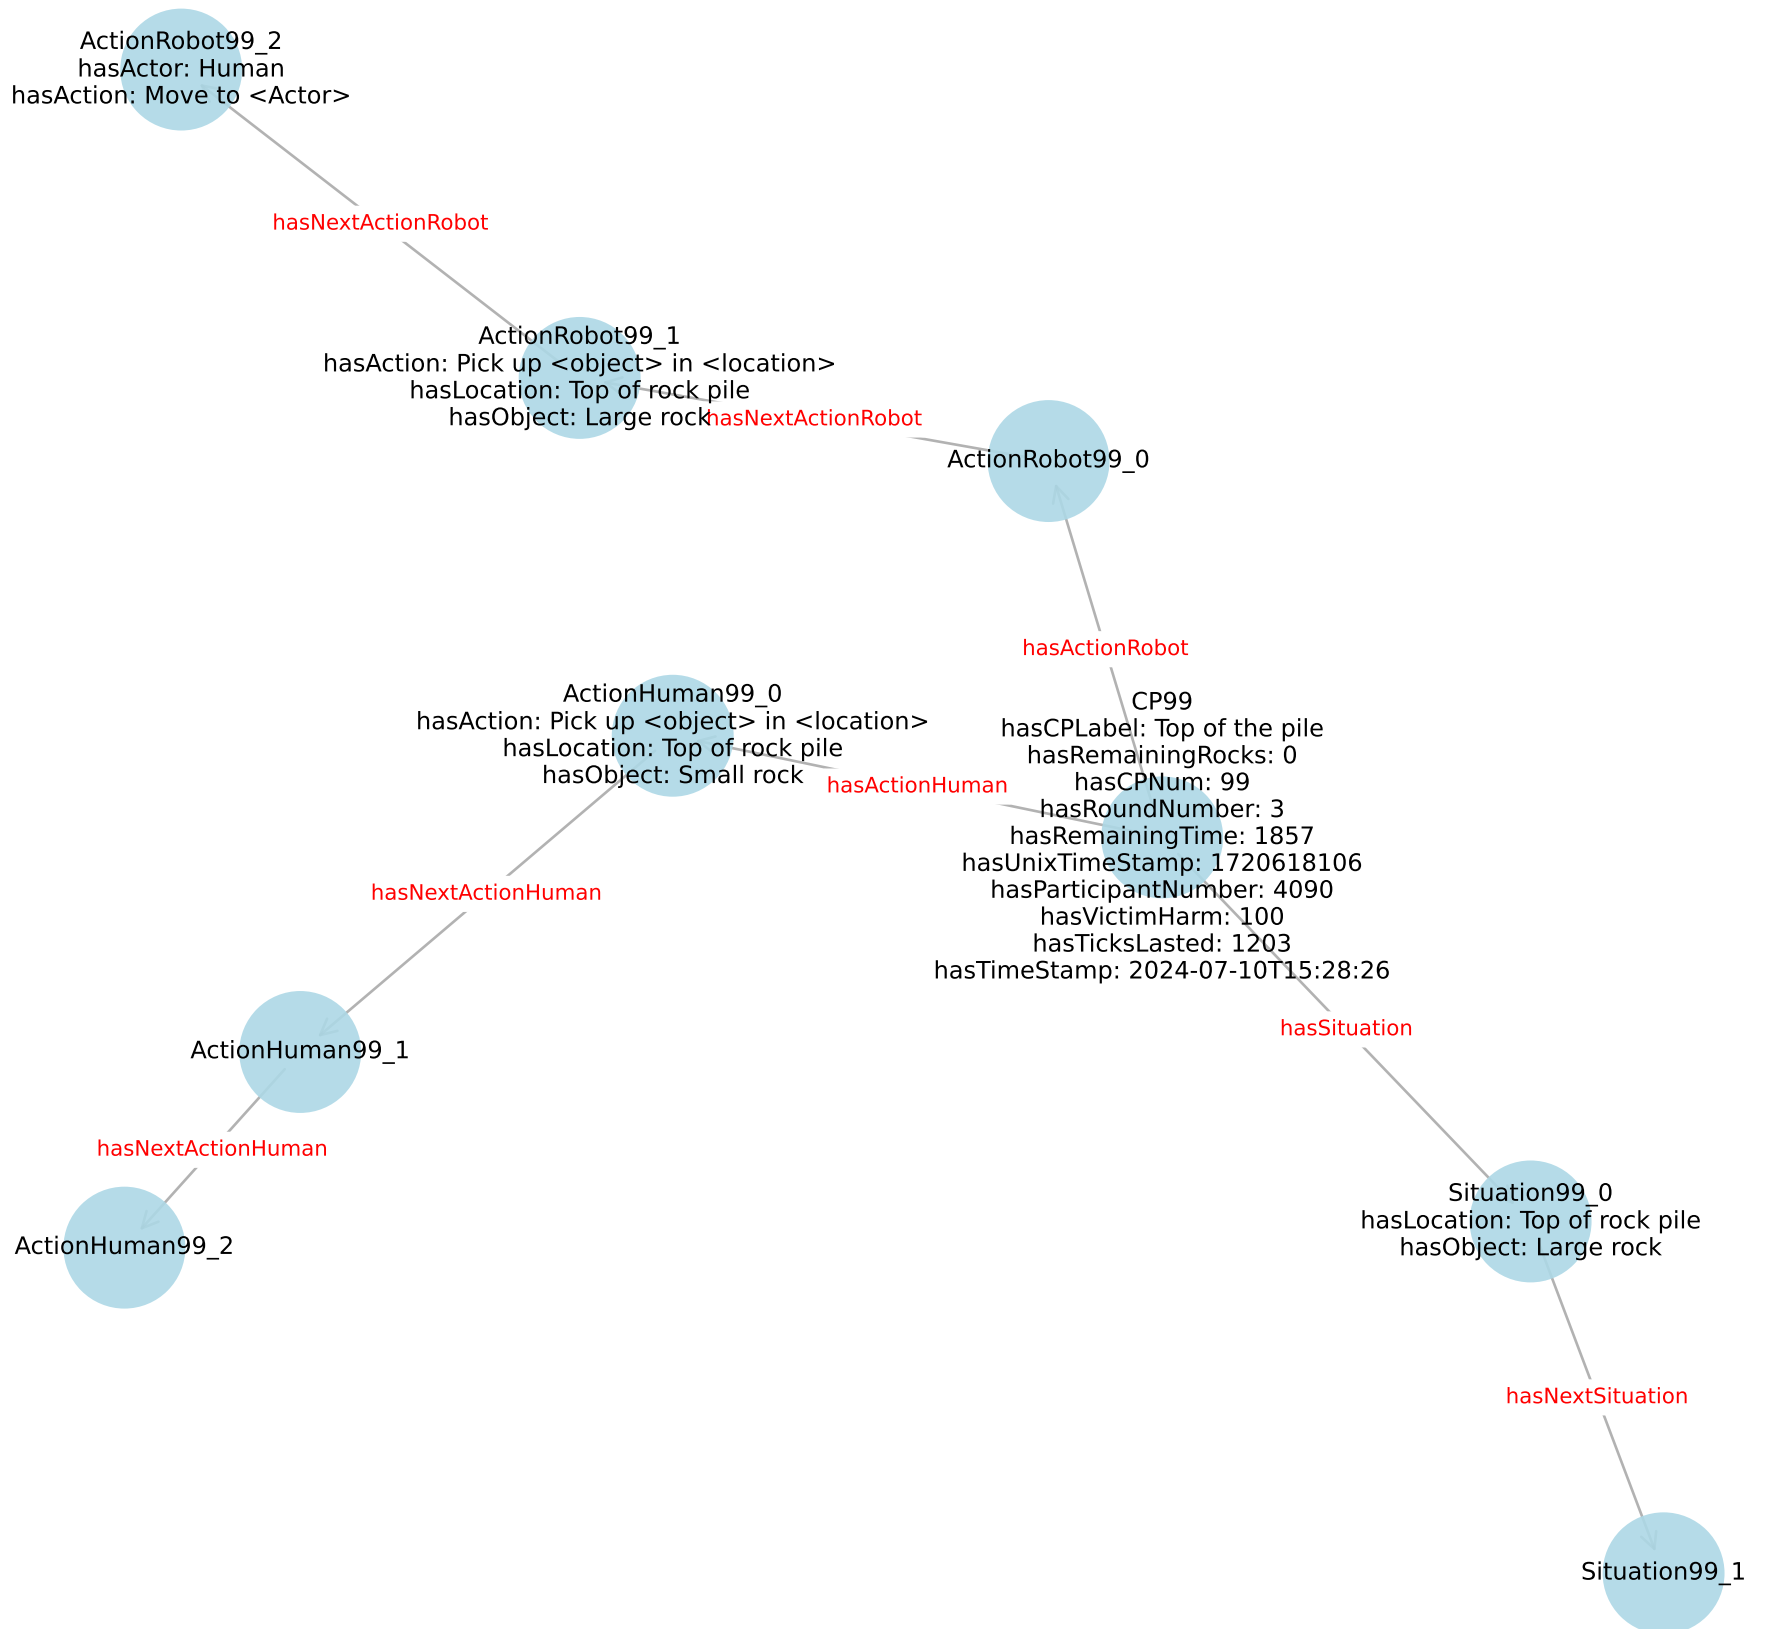 ActionRobot99_2
hasActor: Human
hasAction: Move to <Actor>
hasNextActionRobot
ActionRobot99_1
hasAction: Pick up <object> in <location>
hasLocation: Top of rock pile
hasObject: Large rock
hasNextActionRobot
ActionRobot99_0
hasActionRobot
ActionHuman99_0
hasAction: Pick up <object> in <location>
hasLocation: Top of rock pile
hasObject: Small rock
hasActionHuman
CP99
hasCPLabel: Top of the pile
hasRemainingRocks: 0
hasCPNum: 99
hasRoundNumber: 3
hasRemainingTime: 1857
hasUnixTimeStamp: 1720618106
hasParticipantNumber: 4090
hasVictimHarm: 100
hasTicksLasted: 1203
hasTimeStamp: 2024-07-10T15:28:26
hasNextActionHuman
hasSituation
ActionHuman99_1
hasNextActionHuman
ActionHuman99_2
Situation99_0
hasLocation: Top of rock pile
hasObject: Large rock
hasNextSituation
Situation99_1